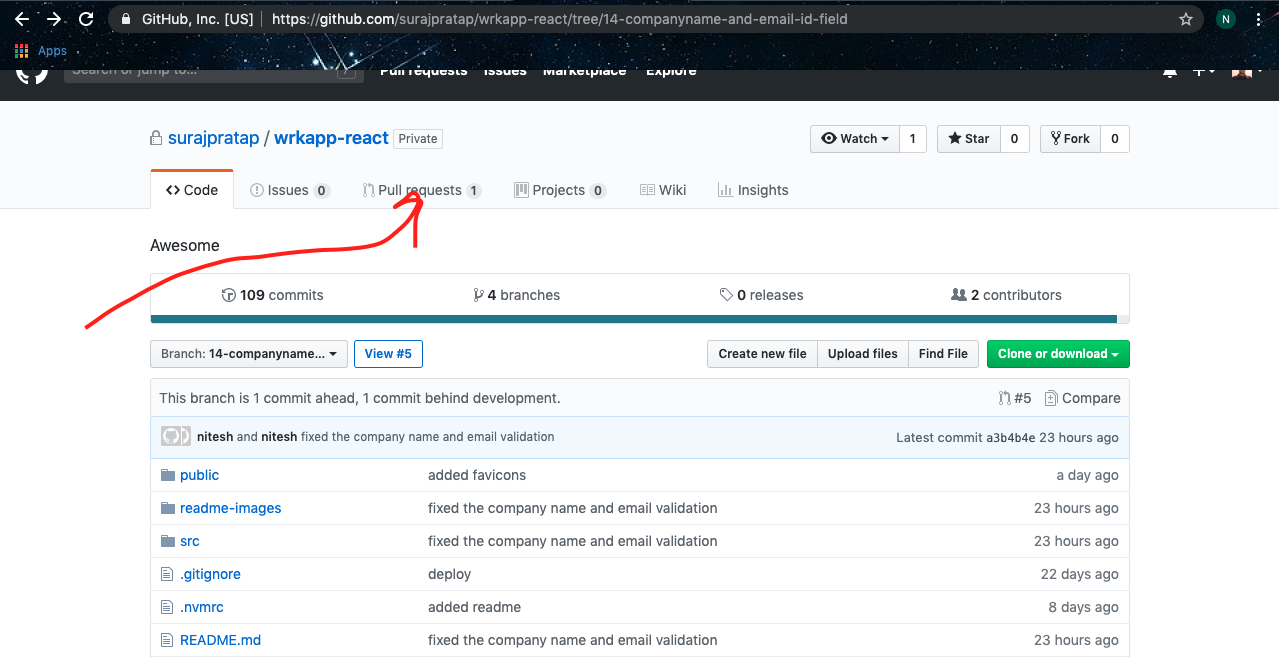 GitHub, Inc. [US] | https://github.com/surajpratap/wrkapp-react/tree/14-companyname-and-email-id-field N
Apps
Search or jump to... / Pull requests Issues Marketplace Explore
surajpratap / wrkapp-react Private Watch 1 Star 0 Fork 0
Code Issues 0 Pull requests 1 Projects 0 Wiki Insights
Awesome
109 commits 4 branches 0 releases 2 contributors
Branch: 14-companyname... View #5 Create new file Upload files Find File Clone or download
This branch is 1 commit ahead, 1 commit behind development. #5 Compare
nitesh and nitesh fixed the company name and email validation Latest commit a3b4b4e 23 hours ago
public added favicons a day ago
readme-images fixed the company name and email validation 23 hours ago
src fixed the company name and email validation 23 hours ago
.gitignore deploy 22 days ago
.nvmrc added readme 8 days ago
README.md fixed the company name and email validation 23 hours ago